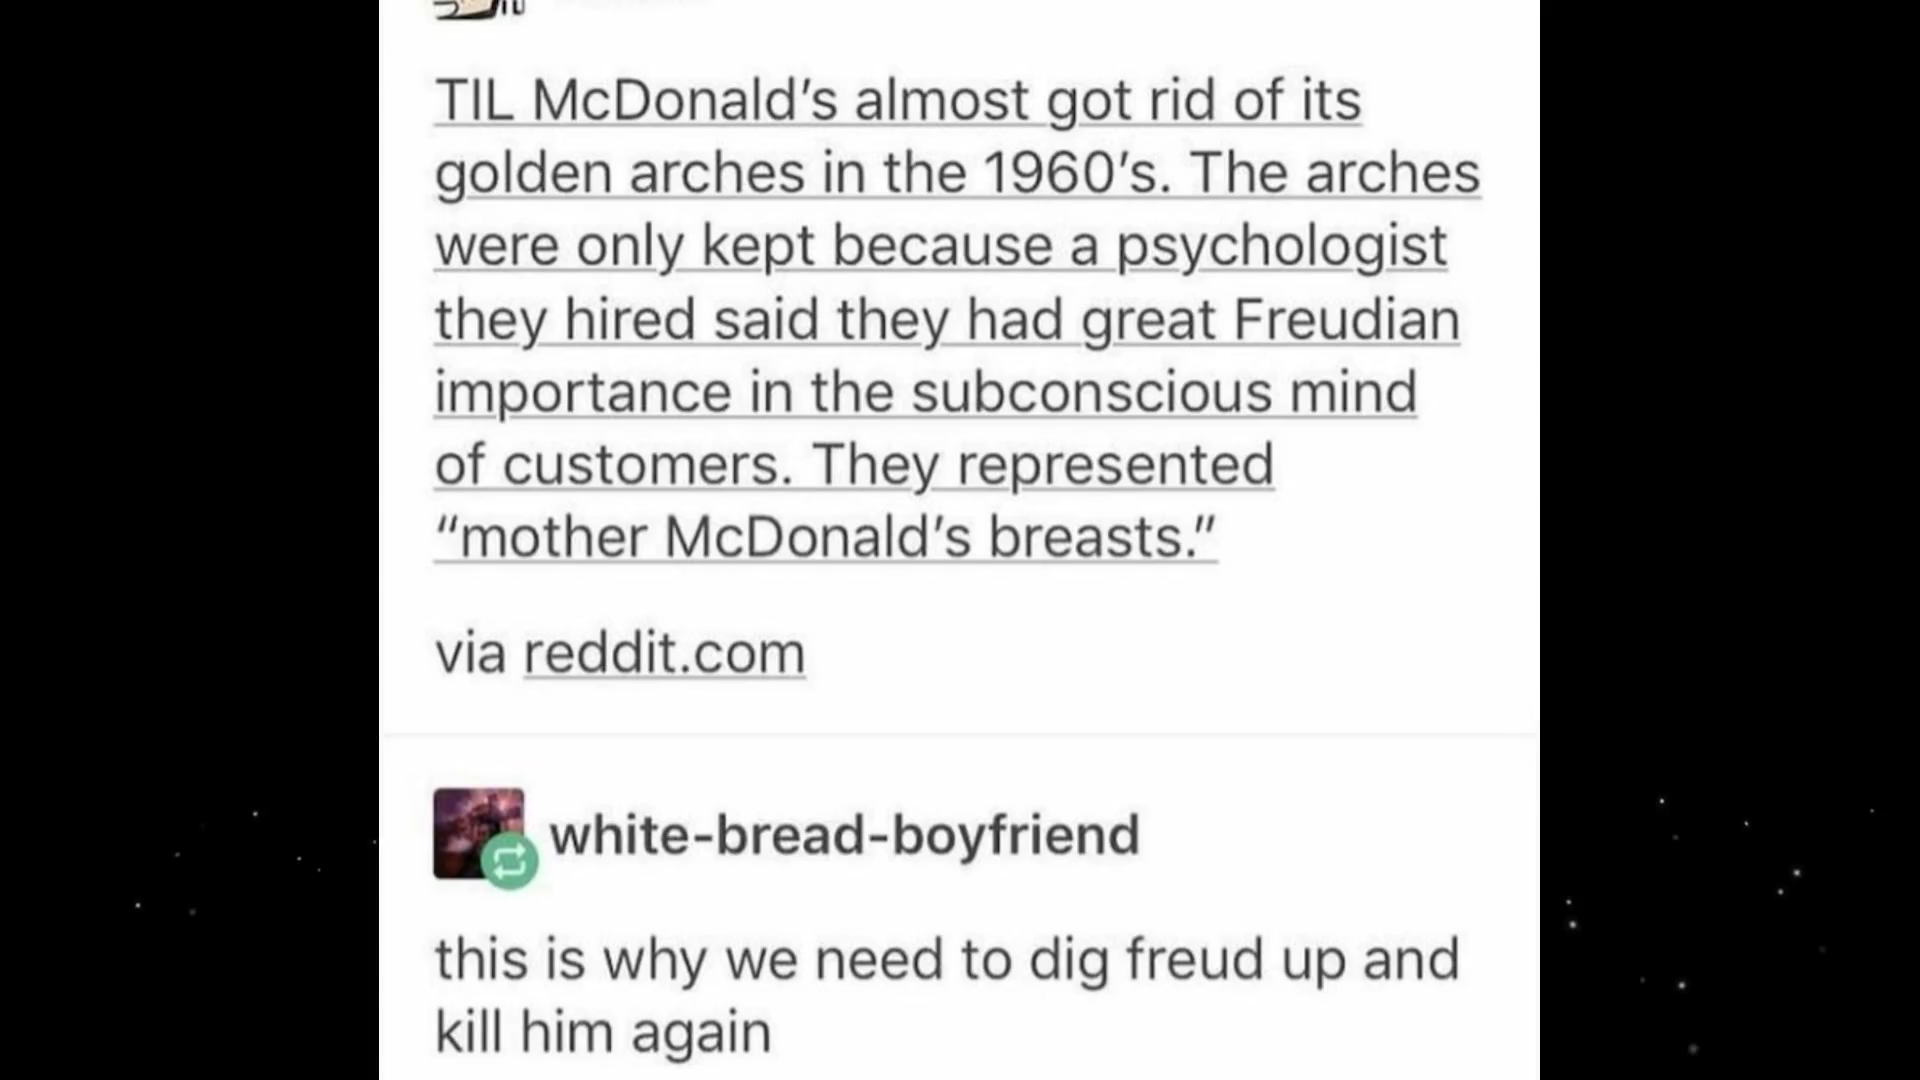 TIL McDonald’s almost got rid of its
golden arches in the 1960’s. The arches
were only kept because a psychologist
they hired said they had great Freudian
importance in the subconscious mind
of customers. They represented
“mother McDonald’s breasts.”
via reddit.com
white-bread-boyfriend
this is why we need to dig freud up and
kill him again